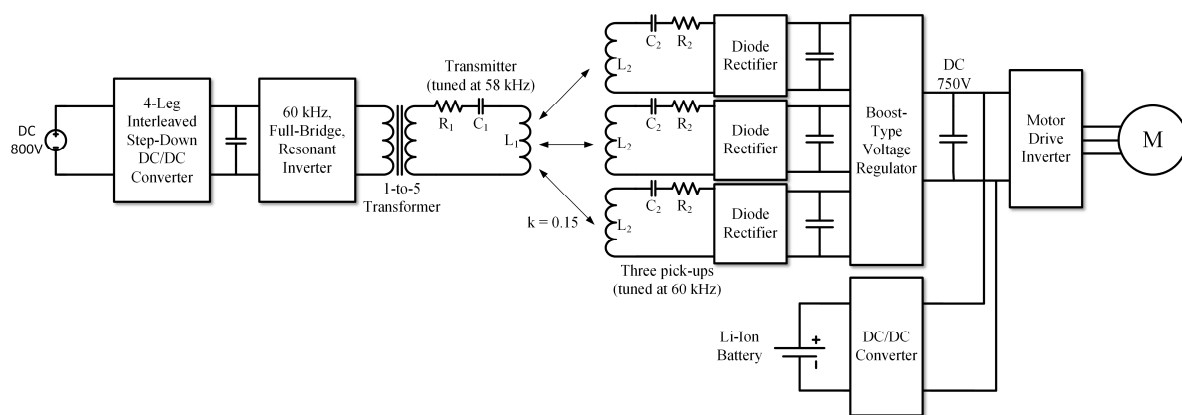 DC
800V
4-Leg
Interleaved
Step-Down
DC/DC
Converter
60 kHz,
Full-Bridge,
Resonant
Inverter
1-to-5
Transformer
Transmitter
(tuned at 58 kHz)
R₁
C₁
L₁
k = 0.15
C₂
R₂
L₂
Diode
Rectifier
C₂
R₂
L₂
Diode
Rectifier
C₂
R₂
L₂
Diode
Rectifier
Three pick-ups
(tuned at 60 kHz)
Boost-
Type
Voltage
Regulator
DC
750V
Motor
Drive
Inverter
M
Li-Ion
Battery
DC/DC
Converter